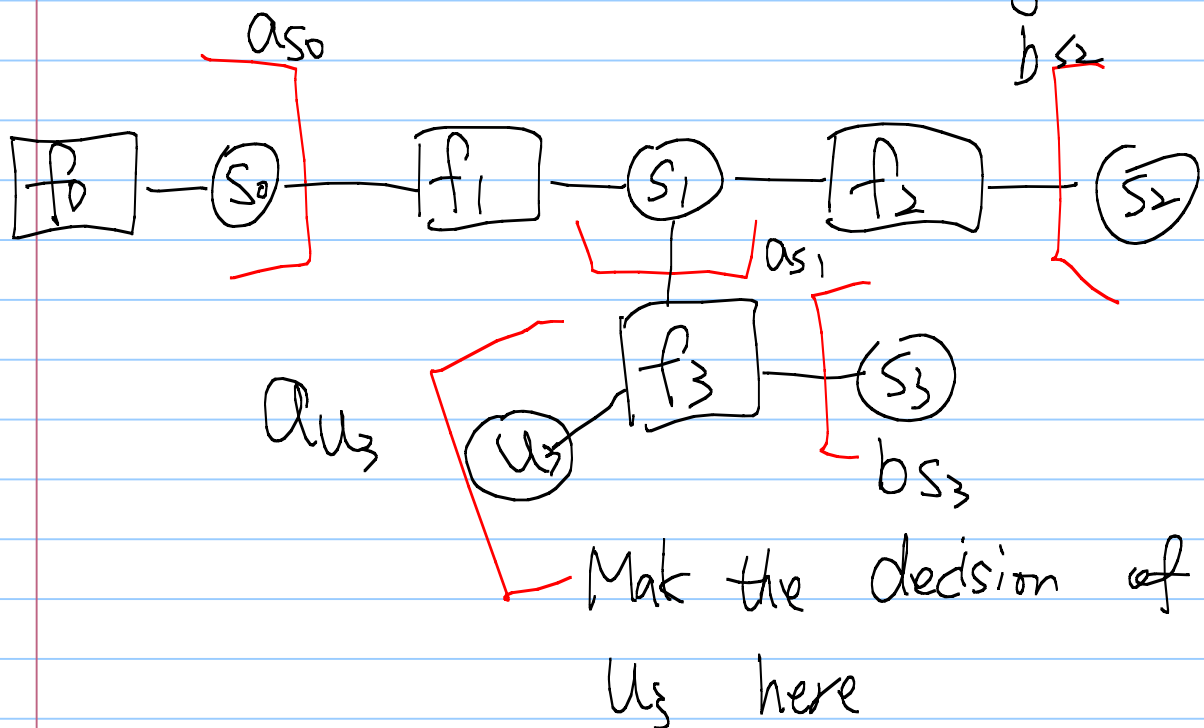 as0
bs2
f0 s0 f1 s1 f2 s2
as1
f3 s3
au3 u3
bs3
Mak the decision of
u3 here